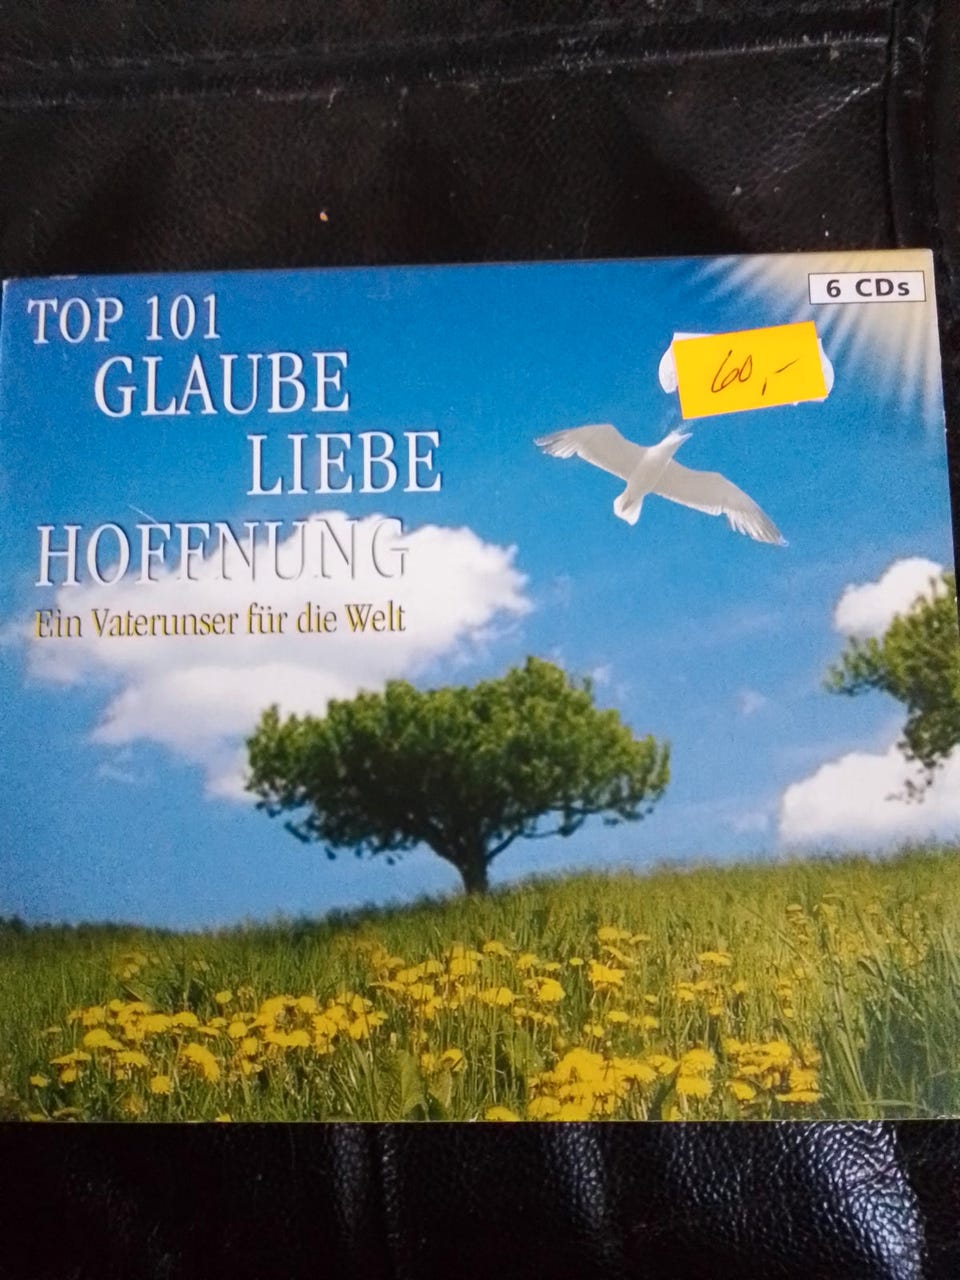 TOP 101
GLAUBE
LIEBE
HOFFNUNG
Ein Vaterunser für die Welt
6 CDs
60,-